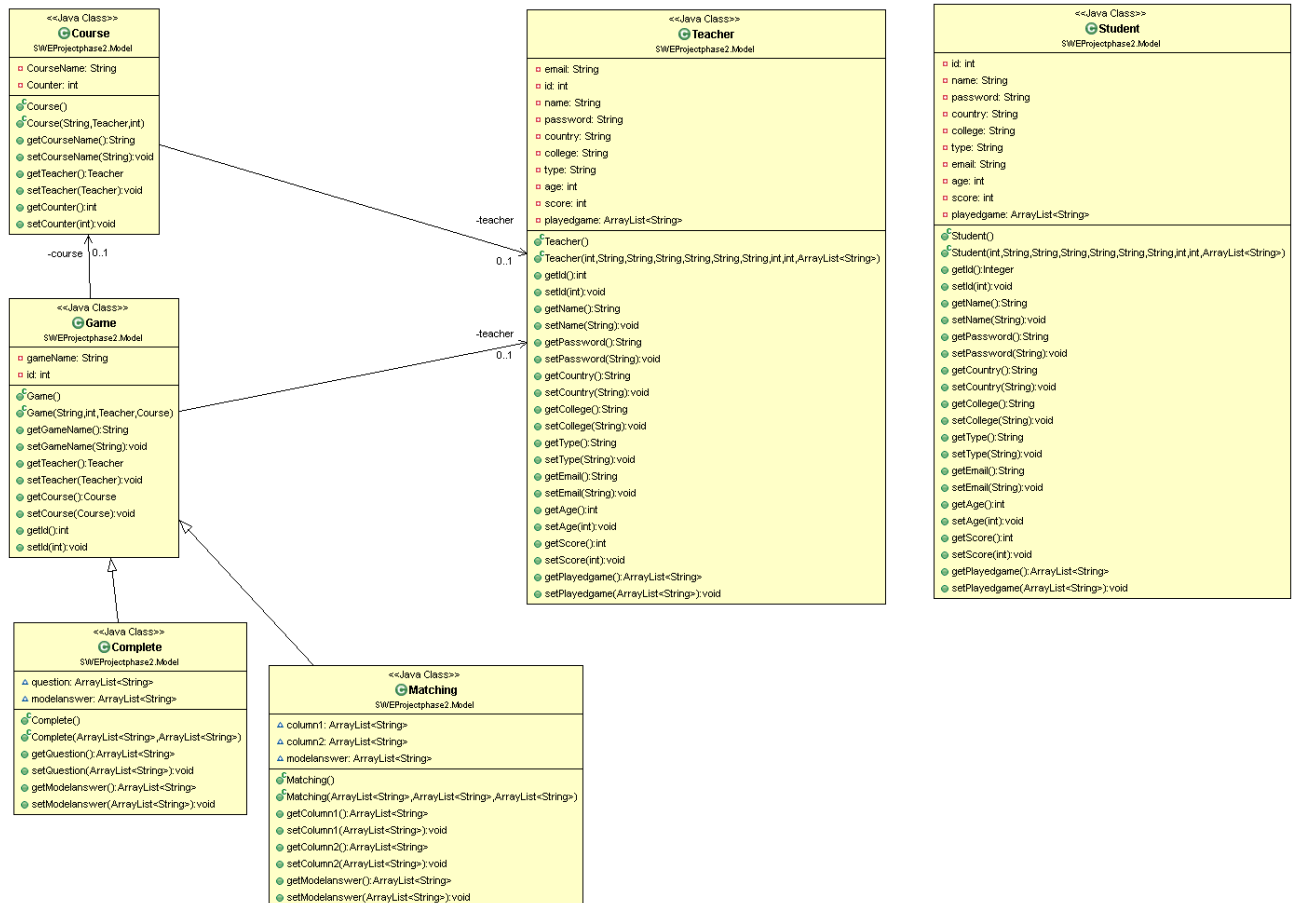 <<Java Class>>
Course
SWEProjectphase2.Model
CourseName: String
Counter: int
Course()
Course(String,Teacher,int)
getCourseName():String
setCourseName(String):void
getTeacher():Teacher
setTeacher(Teacher):void
getCounter():int
setCounter(int):void
-course 0..1
<<Java Class>>
Game
SWEProjectphase2.Model
gameName: String
id: int
Game()
Game(String,int,Teacher,Course)
getGameName():String
setGameName(String):void
getTeacher():Teacher
setTeacher(Teacher):void
getCourse():Course
setCourse(Course):void
getId():int
setId(int):void
<<Java Class>>
Complete
SWEProjectphase2.Model
question: ArrayList<String>
modelanswer: ArrayList<String>
Complete()
Complete(ArrayList<String>,ArrayList<String>)
getQuestion():ArrayList<String>
setQuestion(ArrayList<String>):void
getModelanswer():ArrayList<String>
setModelanswer(ArrayList<String>):void
<<Java Class>>
Matching
SWEProjectphase2.Model
column1: ArrayList<String>
column2: ArrayList<String>
modelanswer: ArrayList<String>
Matching()
Matching(ArrayList<String>,ArrayList<String>,ArrayList<String>)
getColumn1():ArrayList<String>
setColumn1(ArrayList<String>):void
getColumn2():ArrayList<String>
setColumn2(ArrayList<String>):void
getModelanswer():ArrayList<String>
setModelanswer(ArrayList<String>):void
-teacher
0..1
-teacher
0..1
<<Java Class>>
Teacher
SWEProjectphase2.Model
email: String
id: int
name: String
password: String
country: String
college: String
type: String
age: int
score: int
playedgame: ArrayList<String>
Teacher()
Teacher(int,String,String,String,String,String,String,int,int,ArrayList<String>)
getId():int
setId(int):void
getName():String
setName(String):void
getPassword():String
setPassword(String):void
getCountry():String
setCountry(String):void
getCollege():String
setCollege(String):void
getType():String
setType(String):void
getEmail():String
setEmail(String):void
getAge():int
setAge(int):void
getScore():int
setScore(int):void
getPlayedgame():ArrayList<String>
setPlayedgame(ArrayList<String>):void
<<Java Class>>
Student
SWEProjectphase2.Model
id: int
name: String
password: String
country: String
college: String
type: String
email: String
age: int
score: int
playedgame: ArrayList<String>
Student()
Student(int,String,String,String,String,String,String,int,int,ArrayList<String>)
getId():Integer
setId(int):void
getName():String
setName(String):void
getPassword():String
setPassword(String):void
getCountry():String
setCountry(String):void
getCollege():String
setCollege(String):void
getType():String
setType(String):void
getEmail():String
setEmail(String):void
getAge():int
setAge(int):void
getScore():int
setScore(int):void
getPlayedgame():ArrayList<String>
setPlayedgame(ArrayList<String>):void